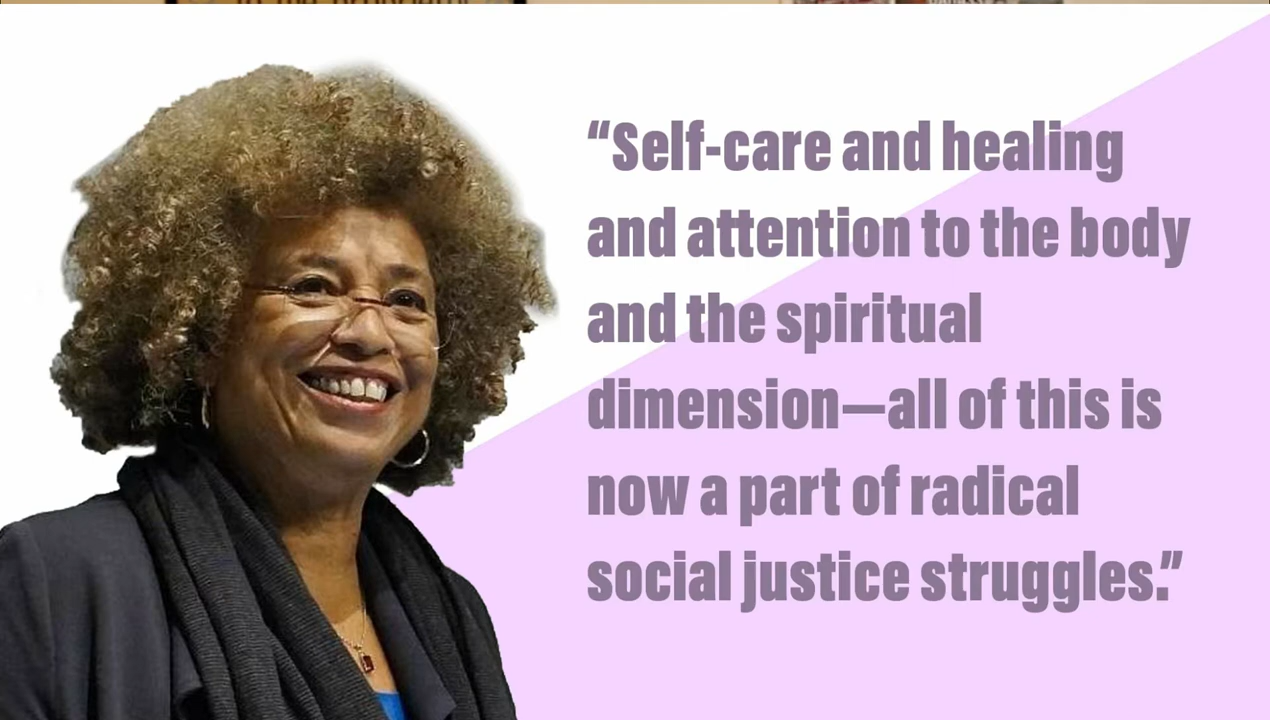 “Self-care and healing
and attention to the body
and the spiritual
dimension—all of this is
now a part of radical
social justice struggles.”